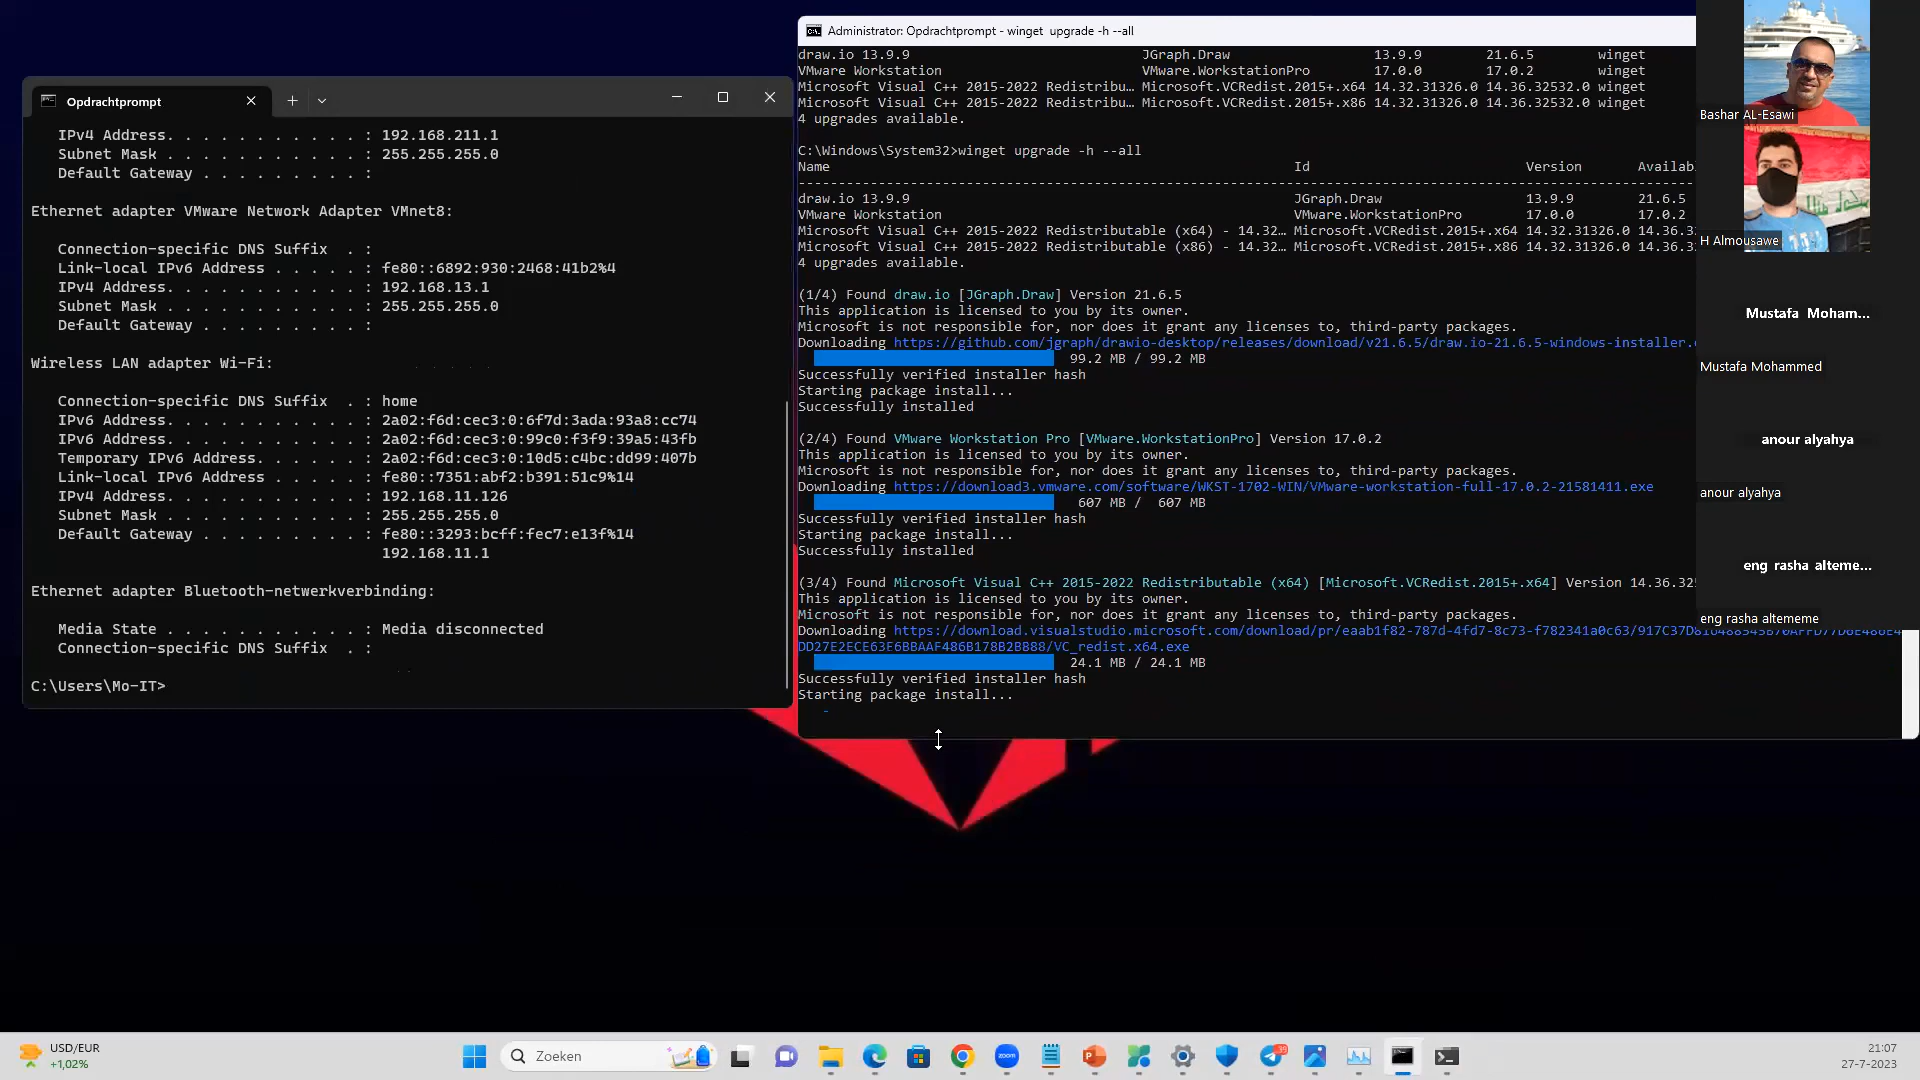 Opdrachtprompt
IPv4 Address. . . . . . . . . . . : 192.168.211.1
Subnet Mask . . . . . . . . . . . : 255.255.255.0
Default Gateway . . . . . . . . . :
Ethernet adapter VMware Network Adapter VMnet8:
Connection-specific DNS Suffix  . :
Link-local IPv6 Address . . . . . : fe80::6892:930:2468:41b2%4
IPv4 Address. . . . . . . . . . . : 192.168.13.1
Subnet Mask . . . . . . . . . . . : 255.255.255.0
Default Gateway . . . . . . . . . :
Wireless LAN adapter Wi-Fi:
Connection-specific DNS Suffix  . : home
IPv6 Address. . . . . . . . . . . : 2a02:f6d:cec3:0:6f7d:3ada:93a8:cc74
IPv6 Address. . . . . . . . . . . : 2a02:f6d:cec3:0:99c0:f3f9:39a5:43fb
Temporary IPv6 Address. . . . . . : 2a02:f6d:cec3:0:10d5:c4bc:dd99:407b
Link-local IPv6 Address . . . . . : fe80::7351:abf2:b391:51c9%14
IPv4 Address. . . . . . . . . . . : 192.168.11.126
Subnet Mask . . . . . . . . . . . : 255.255.255.0
Default Gateway . . . . . . . . . : fe80::3293:bcff:fec7:e13f%14
192.168.11.1
Ethernet adapter Bluetooth-netwerkverbinding:
Media State . . . . . . . . . . . : Media disconnected
Connection-specific DNS Suffix  . :
C:\Users\Mo-IT>
Administrator: Opdrachtprompt - winget  upgrade -h --all
draw.io 13.9.9 JGraph.Draw 13.9.9 21.6.5 winget
VMware Workstation VMware.WorkstationPro 17.0.0 17.0.2 winget
Microsoft Visual C++ 2015-2022 Redistribu… Microsoft.VCRedist.2015+.x64 14.32.31326.0 14.36.32532.0 winget
Microsoft Visual C++ 2015-2022 Redistribu… Microsoft.VCRedist.2015+.x86 14.32.31326.0 14.36.32532.0 winget
4 upgrades available.
C:\Windows\System32>winget upgrade -h --all
Name Id Version Availab
draw.io 13.9.9 JGraph.Draw 13.9.9 21.6.5
VMware Workstation VMware.WorkstationPro 17.0.0 17.0.2
Microsoft Visual C++ 2015-2022 Redistributable (x64) - 14.32… Microsoft.VCRedist.2015+.x64 14.32.31326.0 14.36.3
Microsoft Visual C++ 2015-2022 Redistributable (x86) - 14.32… Microsoft.VCRedist.2015+.x86 14.32.31326.0 14.36.3
4 upgrades available.
(1/4) Found draw.io [JGraph.Draw] Version 21.6.5
This application is licensed to you by its owner.
Microsoft is not responsible for, nor does it grant any licenses to, third-party packages.
Downloading https://github.com/jgraph/drawio-desktop/releases/download/v21.6.5/draw.io-21.6.5-windows-installer.
99.2 MB / 99.2 MB
Successfully verified installer hash
Starting package install...
Successfully installed
(2/4) Found VMware Workstation Pro [VMware.WorkstationPro] Version 17.0.2
This application is licensed to you by its owner.
Microsoft is not responsible for, nor does it grant any licenses to, third-party packages.
Downloading https://download3.vmware.com/software/WKST-1702-WIN/VMware-workstation-full-17.0.2-21581411.exe
607 MB /  607 MB
Successfully verified installer hash
Starting package install...
Successfully installed
(3/4) Found Microsoft Visual C++ 2015-2022 Redistributable (x64) [Microsoft.VCRedist.2015+.x64] Version 14.36.32
This application is licensed to you by its owner.
Microsoft is not responsible for, nor does it grant any licenses to, third-party packages.
Downloading https://download.visualstudio.microsoft.com/download/pr/eaab1f82-787d-4fd7-8c73-f782341a0c63/
DD27E2ECE63F6BBAAF486B178B2BB88/VC_redist.x64.exe
24.1 MB / 24.1 MB
Successfully verified installer hash
Starting package install...
Bashar AL-Esawi
H Almousawe
Mustafa Moham...
Mustafa Mohammed
anour alyahya
anour alyahya
eng rasha alteme...
eng rasha altememe
USD/EUR
+1,02%
Zoeken
zoom
39
21:07
27-7-2023